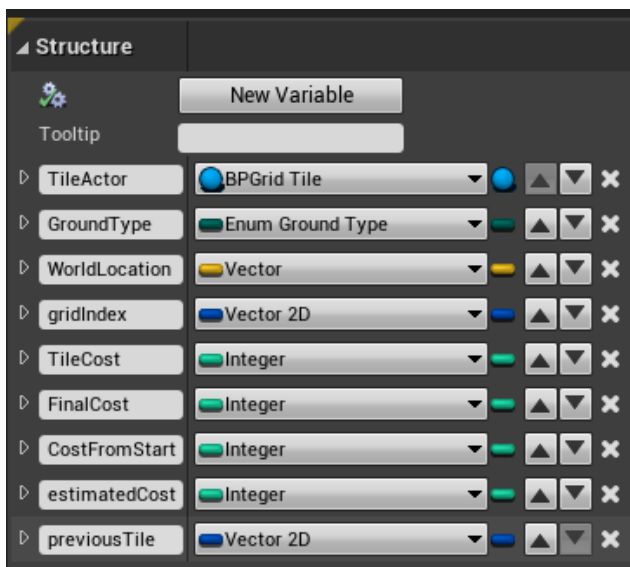 Structure
New Variable
Tooltip
TileActor BPGrid Tile
GroundType Enum Ground Type
WorldLocation Vector
gridIndex Vector 2D
TileCost Integer
FinalCost Integer
CostFromStart Integer
estimatedCost Integer
previousTile Vector 2D